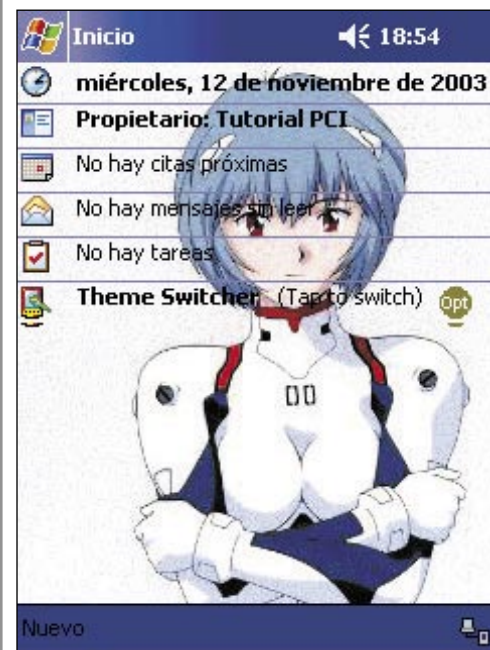 Inicio 18:54
miércoles, 12 de noviembre de 2003
Propietario: Tutorial PCI
No hay citas próximas
No hay mensajes sin leer
No hay tareas
Theme Switcher (Tap to switch) Opt
00
Nuevo